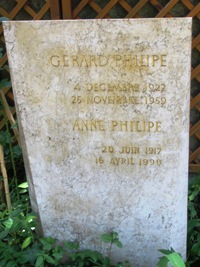 GERARD PHILIPE
4 DECEMBRE 1922
25 NOVEMBRE 1959
ANNE PHILIPE
20 JUIN 1917
16 AVRIL 1990